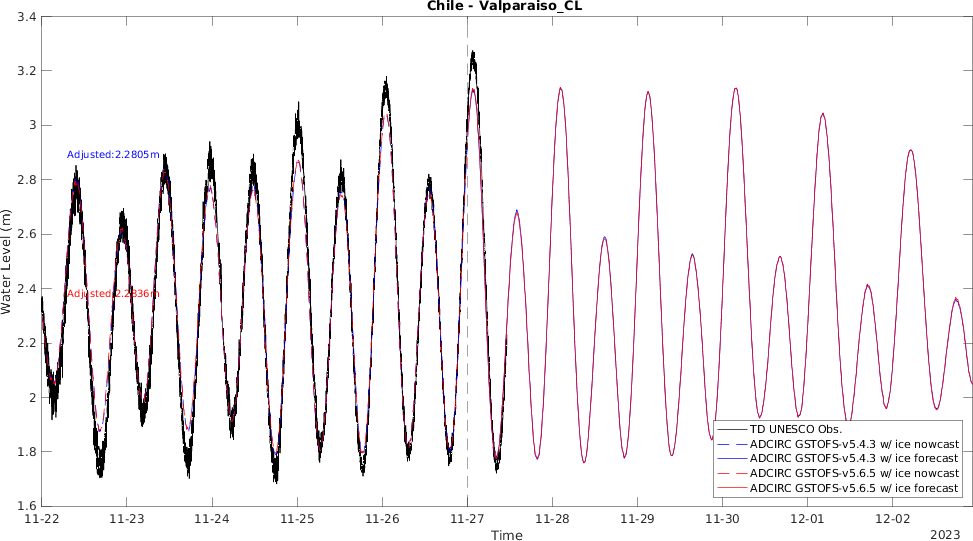 Chile - Valparaiso_CL
3.4
3.2
3
2.8
2.6
2.4
2.2
2
1.8
1.6
Water Level (m)
Adjusted:2.2805m
Adjusted:2.2836m
TD UNESCO Obs.
ADCIRC GSTOFS-v5.4.3 w/ ice nowcast
ADCIRC GSTOFS-v5.4.3 w/ ice forecast
ADCIRC GSTOFS-v5.6.5 w/ ice nowcast
ADCIRC GSTOFS-v5.6.5 w/ ice forecast
11-22 11-23 11-24 11-25 11-26 11-27 11-28 11-29 11-30 12-01 12-02
Time
2023